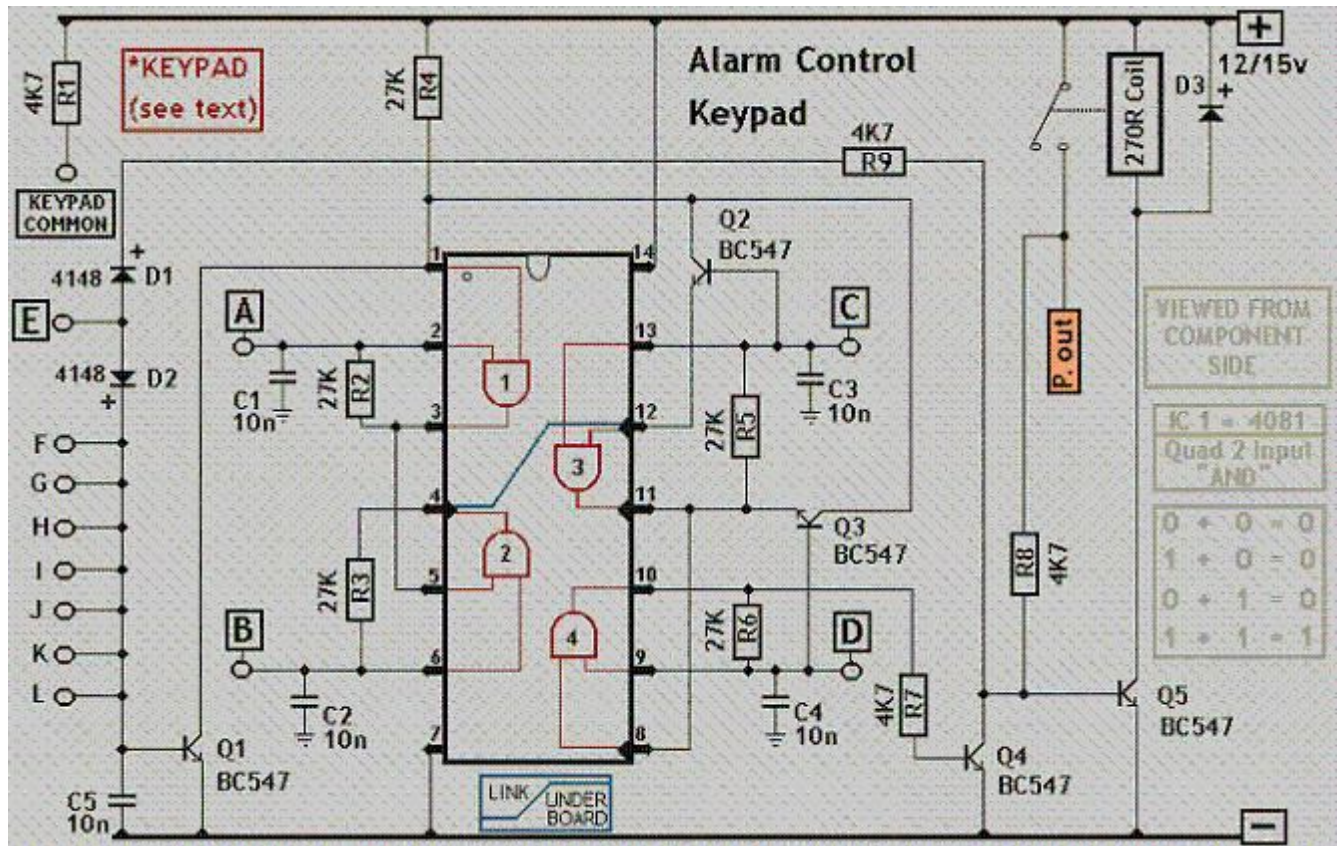 +
12/15v
*KEYPAD
(see text)
Alarm Control
Keypad
4K7
R1
27K
R4
D3
+
270R Coil
4K7
R9
KEYPAD
COMMON
Q2
BC547
1
14
+
4148
D1
E
A
C
2
13
4148
D2
+
C1
10n
27K
R2
1
C3
10n
27K
R5
P. out
VIEWED FROM
COMPONENT
SIDE
3
12
IC 1 = 4081
Quad 2 Input
"AND"
F
G
H
I
J
K
L
3
4
11
Q3
BC547
2
27K
R3
5
10
R8
4K7
0 + 0 = 0
1 + 0 = 0
0 + 1 = 0
1 + 1 = 1
B
4
27K
R6
D
6
9
C2
10n
C4
10n
4K7
R7
Q5
BC547
7
8
Q1
BC547
Q4
BC547
C5
10n
LINK
UNDER
BOARD
−